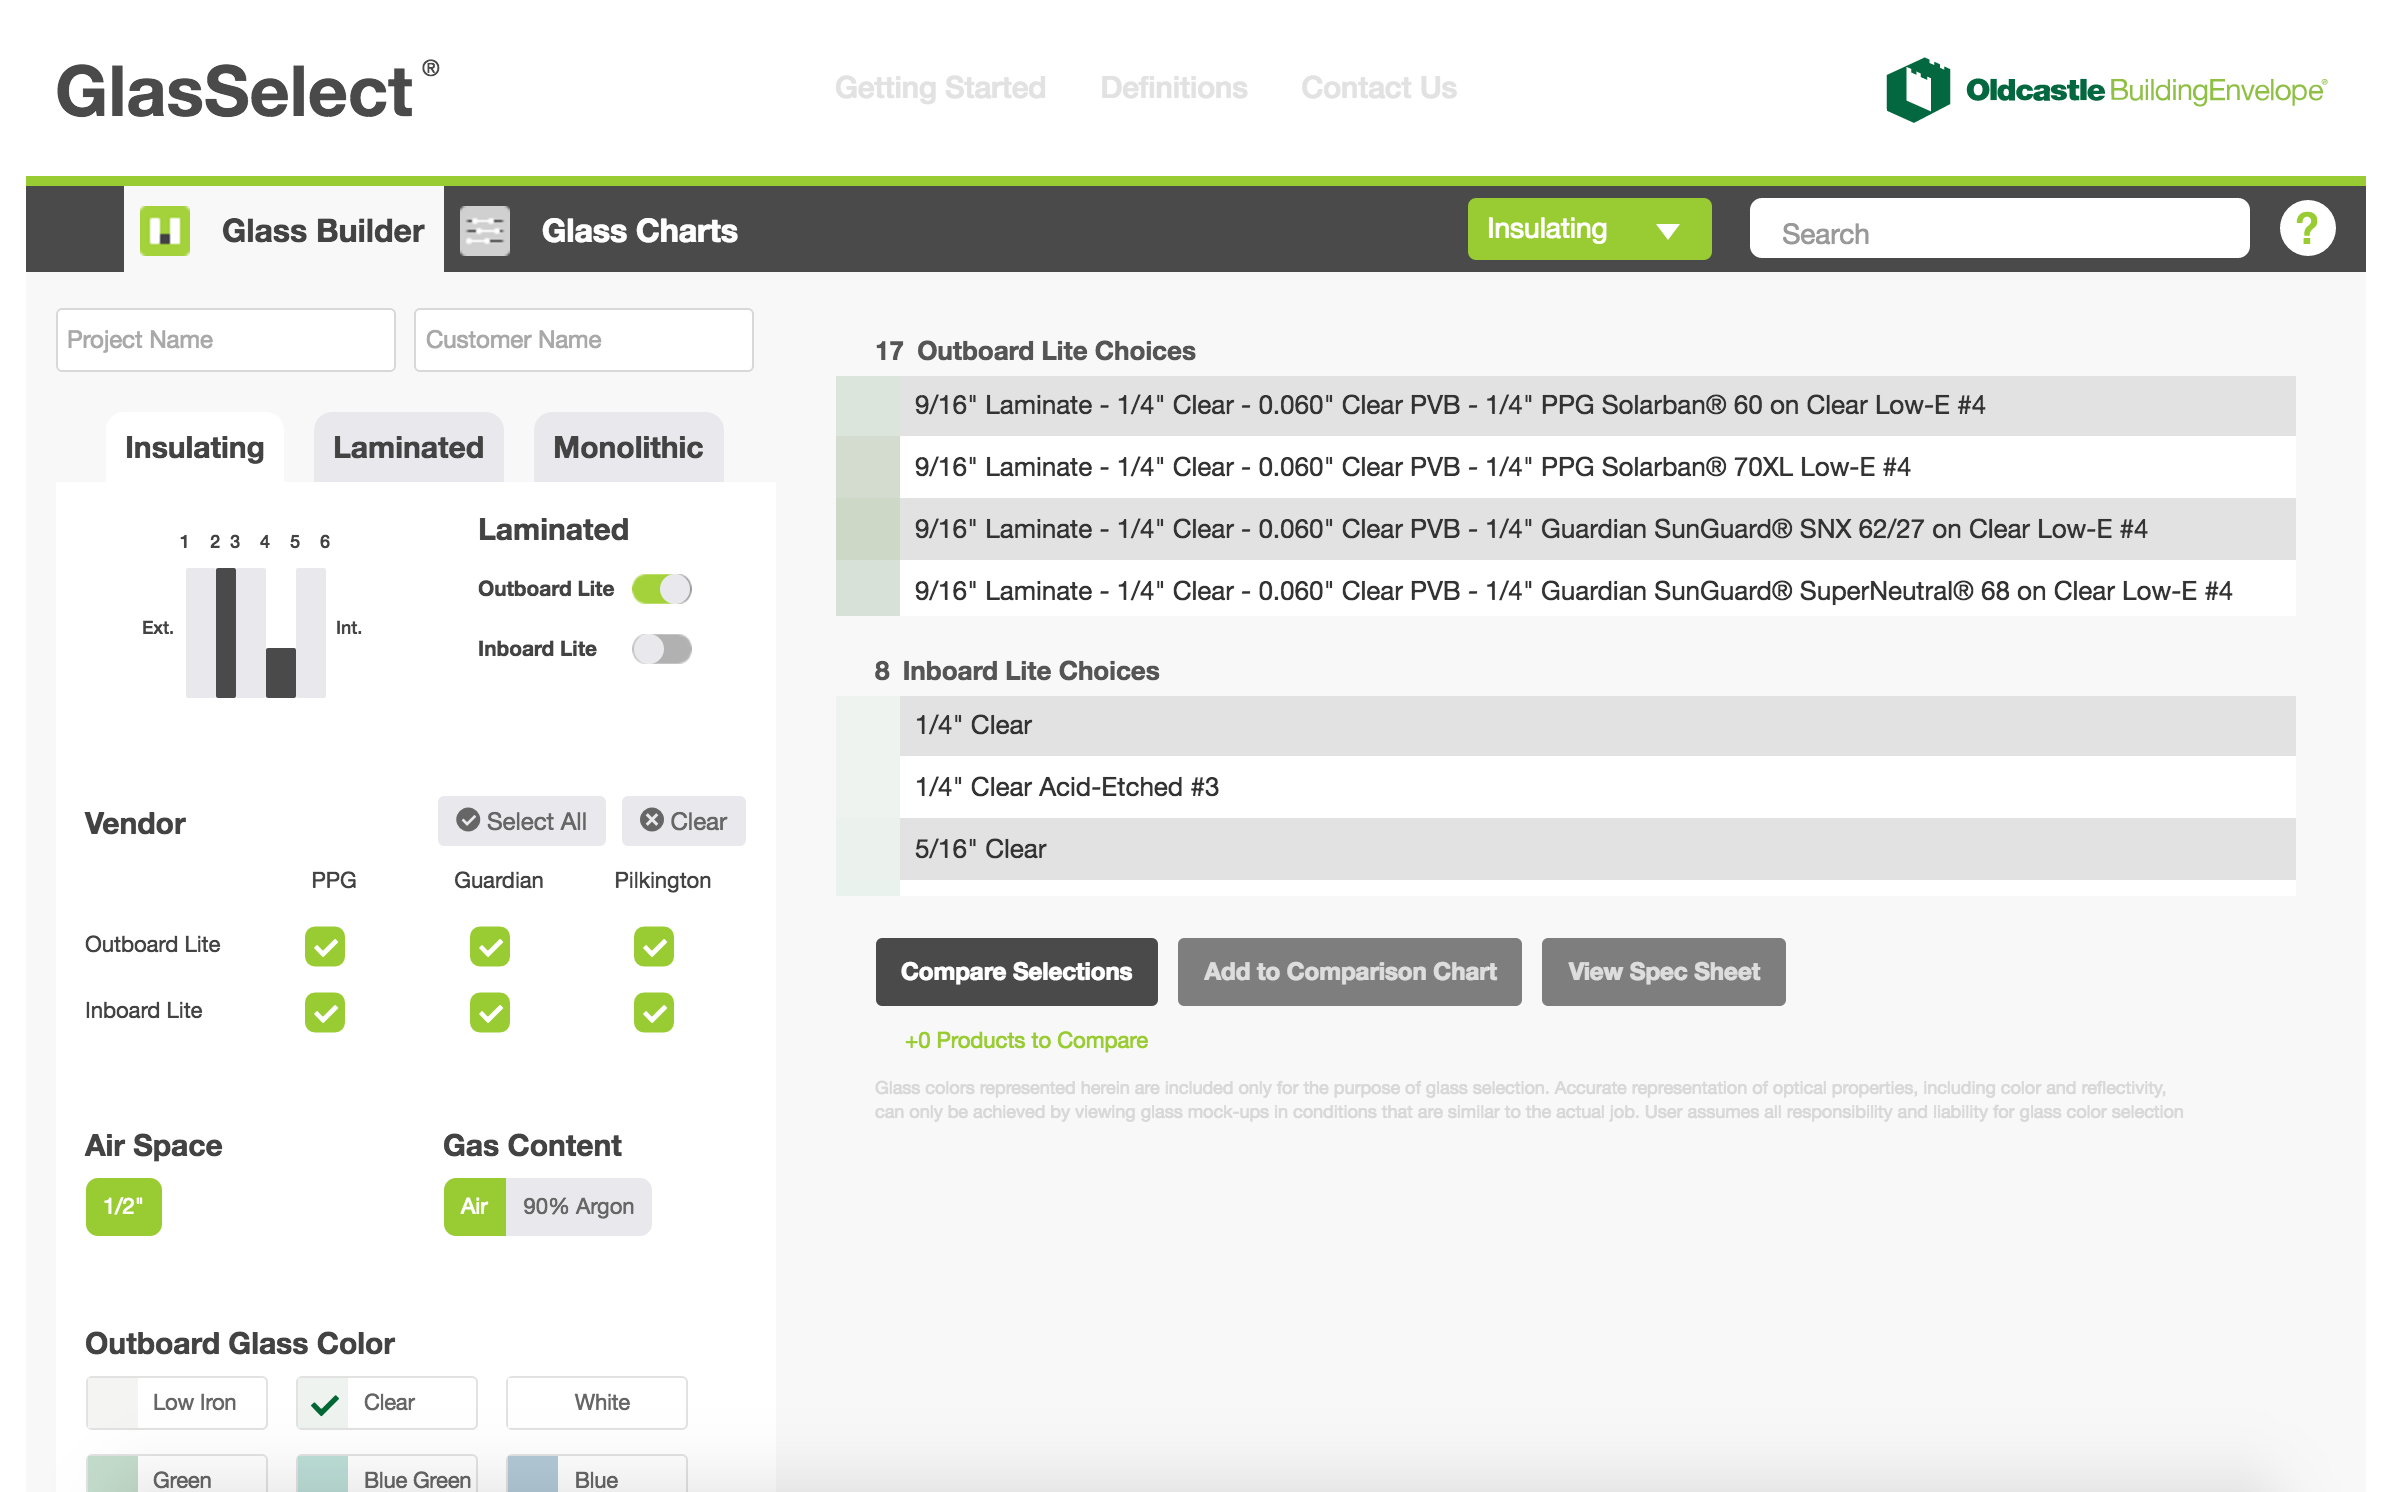 GlasSelect ®
Getting Started Definitions Contact Us
Oldcastle BuildingEnvelope®
Glass Builder
Glass Charts
Insulating
Search
?
Project Name
Customer Name
Insulating
Laminated
Monolithic
1 2 3 4 5 6
Ext.
Int.
Laminated
Outboard Lite
Inboard Lite
Vendor
Select All
Clear
PPG Guardian Pilkington
Outboard Lite
Inboard Lite
Air Space
1/2"
Gas Content
Air
90% Argon
Outboard Glass Color
Low Iron
Clear
White
Green
Blue Green
Blue
17 Outboard Lite Choices
9/16" Laminate - 1/4" Clear - 0.060" Clear PVB - 1/4" PPG Solarban® 60 on Clear Low-E #4
9/16" Laminate - 1/4" Clear - 0.060" Clear PVB - 1/4" PPG Solarban® 70XL Low-E #4
9/16" Laminate - 1/4" Clear - 0.060" Clear PVB - 1/4" Guardian SunGuard® SNX 62/27 on Clear Low-E #4
9/16" Laminate - 1/4" Clear - 0.060" Clear PVB - 1/4" Guardian SunGuard® SuperNeutral® 68 on Clear Low-E #4
8 Inboard Lite Choices
1/4" Clear
1/4" Clear Acid-Etched #3
5/16" Clear
Compare Selections
Add to Comparison Chart
View Spec Sheet
+0 Products to Compare
Glass colors represented herein are included only for the purpose of glass selection. Accurate representation of optical properties, including color and reflectivity,
can only be achieved by viewing glass mock-ups in conditions that are similar to the actual job. User assumes all responsibility and liability for glass color selection